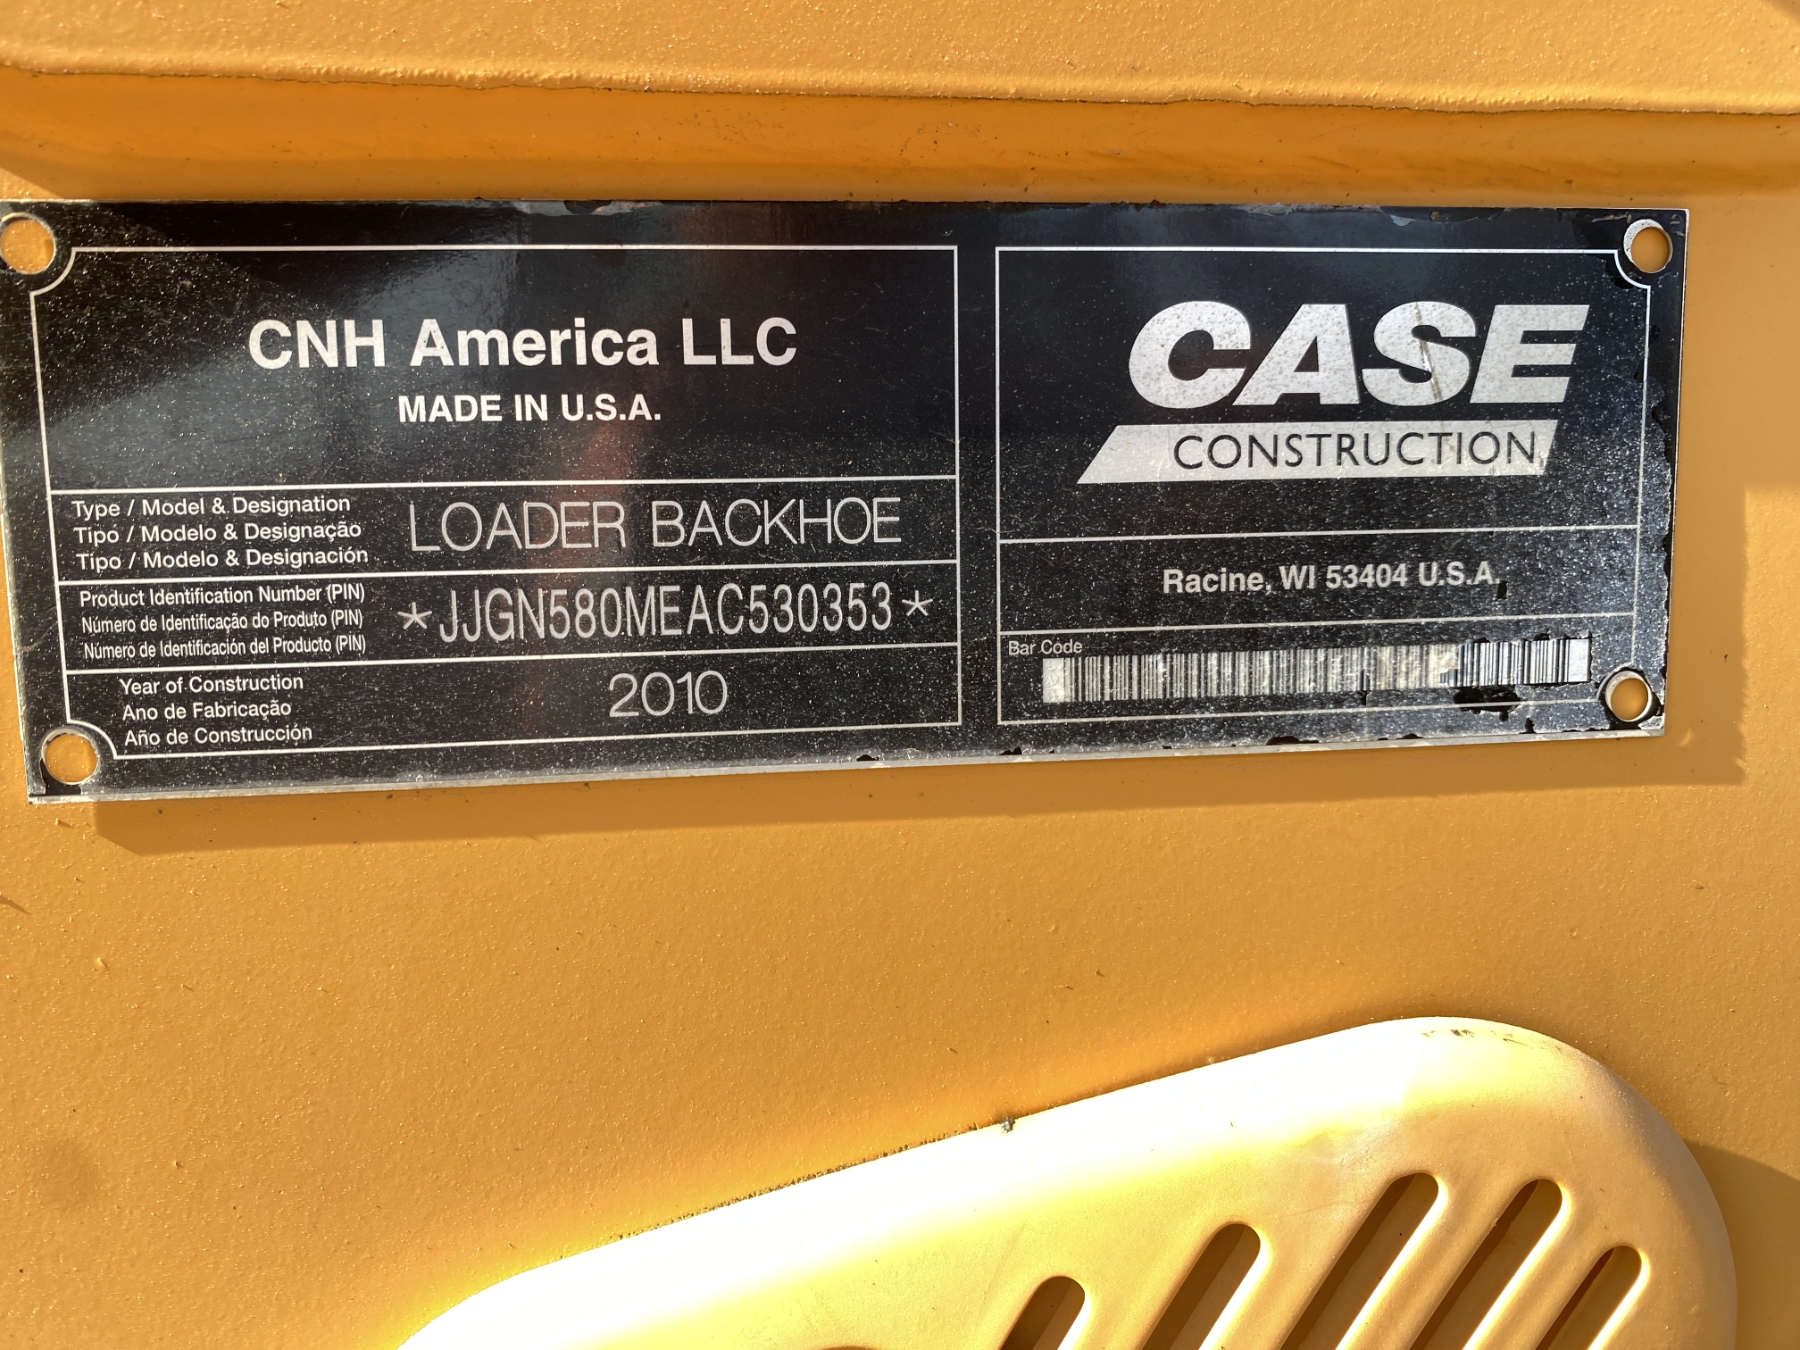 CNH America LLC
MADE IN U.S.A.
Type / Model & Designation
Tipo / Modelo & Designação
Tipo / Modelo & Designación
LOADER BACKHOE
Product Identification Number (PIN)
Número de Identificação do Produto (PIN)
Número de Identificación del Producto (PIN)
*JJGN580MEAC530353*
Year of Construction
Ano de Fabricação
Año de Construcción
2010
CASE
CONSTRUCTION
Racine, WI 53404 U.S.A.
Bar Code